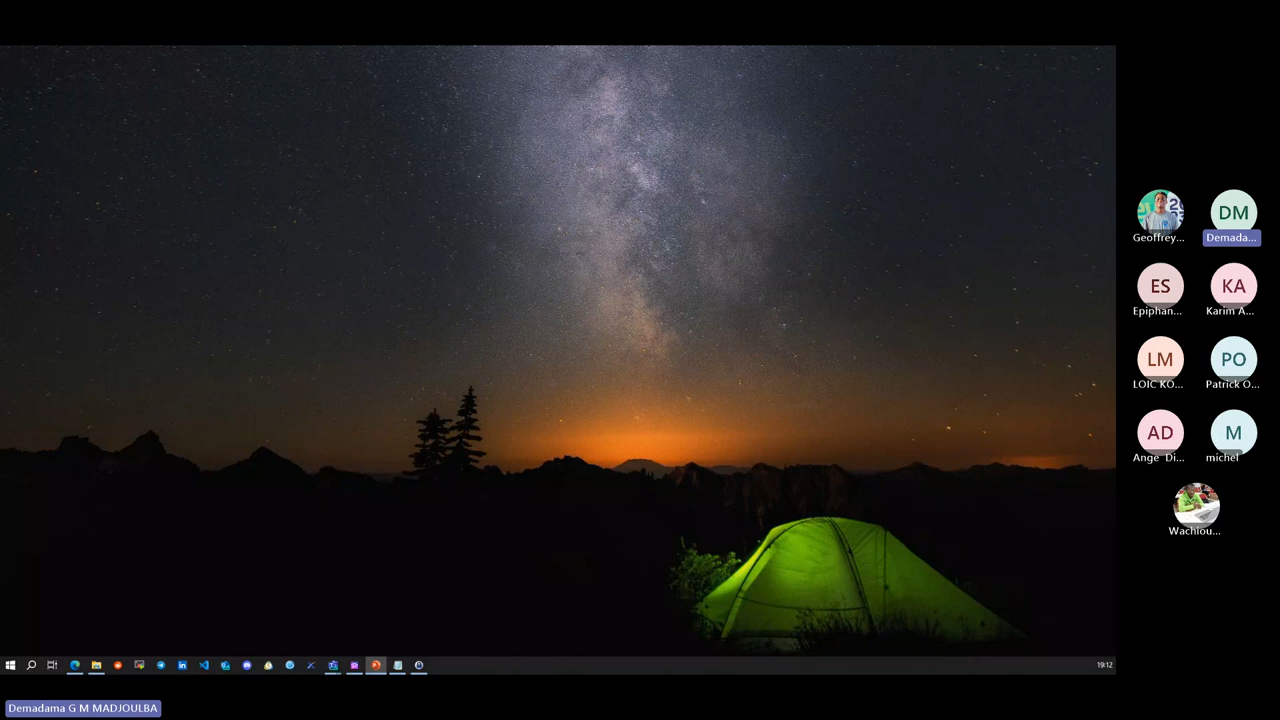 Geoffrey...
DM
Demada...
ES
Epiphan...
KA
Karim A...
LM
LOIC KO...
PO
Patrick O...
AD
Ange Di...
M
michel
Wachiou...
19:12
Demadama G M MADJOULBA